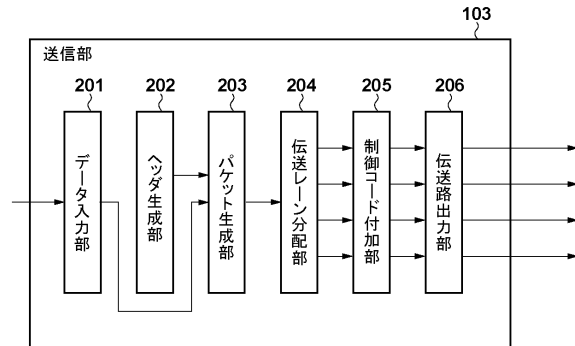 103
送信部
201
202
203
204
205
206
データ入力部
ヘッダ生成部
パケット生成部
伝送レーン分配部
制御コード付加部
伝送路出力部